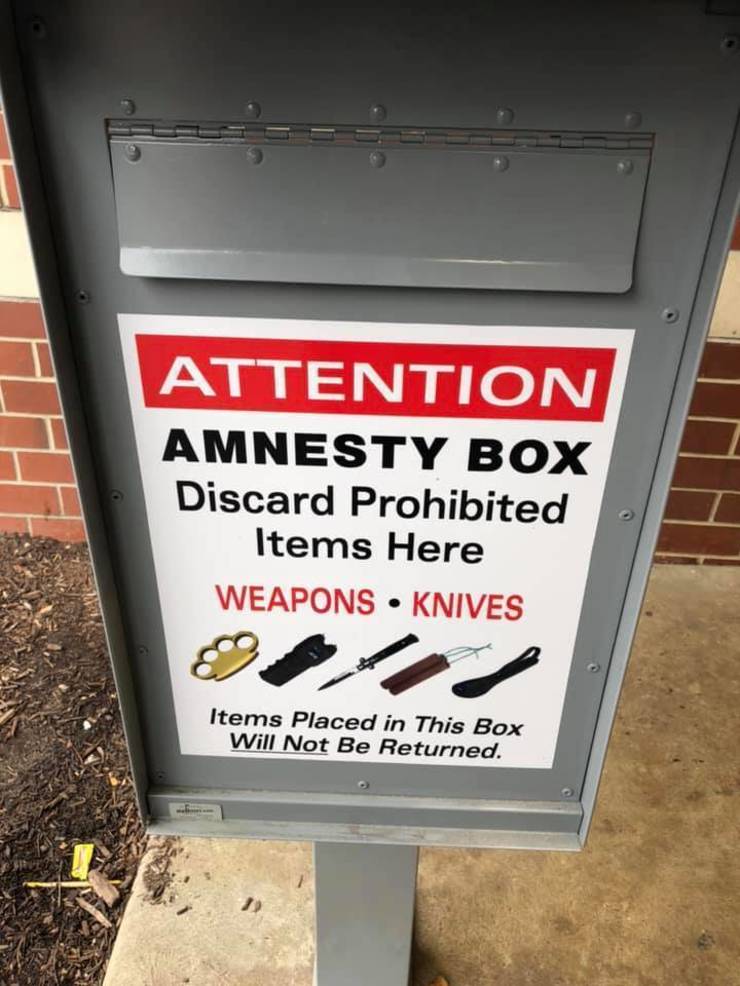 ATTENTION
AMNESTY BOX
Discard Prohibited
Items Here
WEAPONS • KNIVES
Items Placed in This Box
Will Not Be Returned.